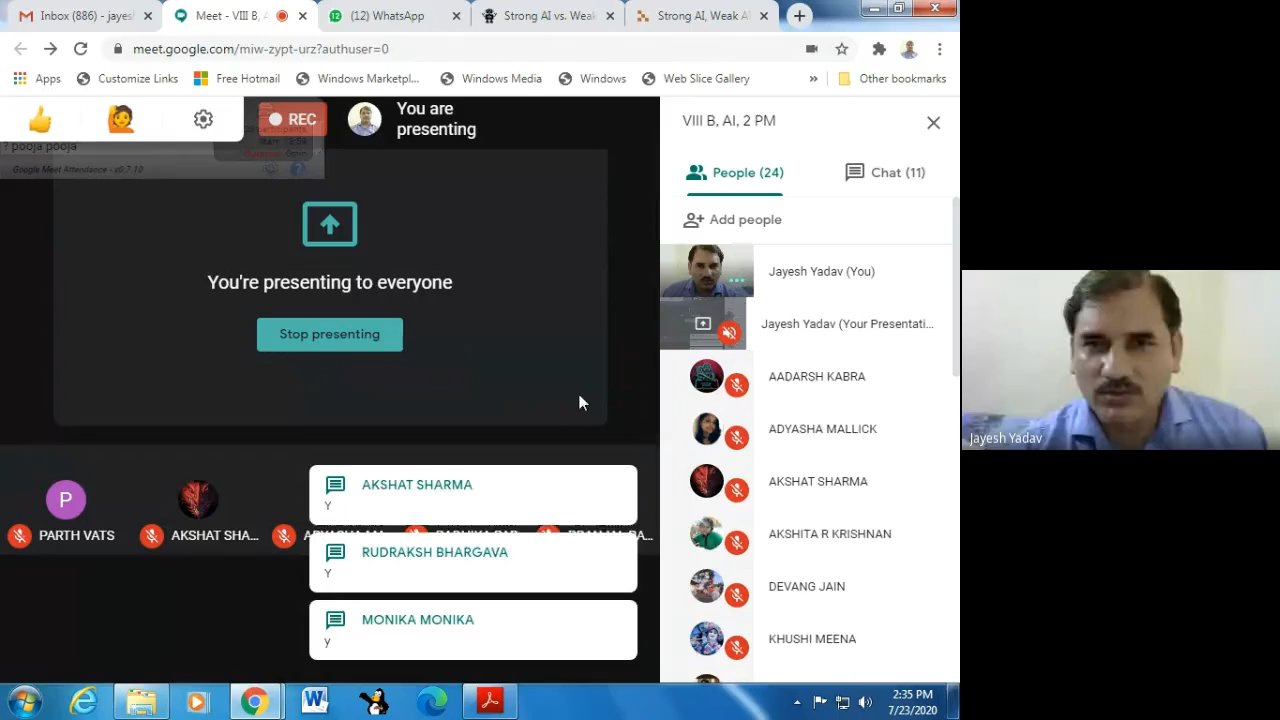 Inbox (886) - jayes
Meet - VIII B, A
(12) WhatsApp
Strong AI vs. Weak
Strong AI, Weak AI
meet.google.com/miw-zypt-urz?authuser=0
Apps
Customize Links
Free Hotmail
Windows Marketpl...
Windows Media
Windows
Web Slice Gallery
»
Other bookmarks
REC
You are
presenting
? pooja pooja
Google Meet Attendance - v0.7.10
You're presenting to everyone
Stop presenting
P
PARTH VATS
AKSHAT SHA...
AKSHAT SHARMA
Y
RUDRAKSH BHARGAVA
Y
MONIKA MONIKA
y
VIII B, AI, 2 PM
People (24)
Chat (11)
Add people
Jayesh Yadav (You)
Jayesh Yadav (Your Presentati...
AADARSH KABRA
ADYASHA MALLICK
AKSHAT SHARMA
AKSHITA R KRISHNAN
DEVANG JAIN
KHUSHI MEENA
Jayesh Yadav
2:35 PM
7/23/2020